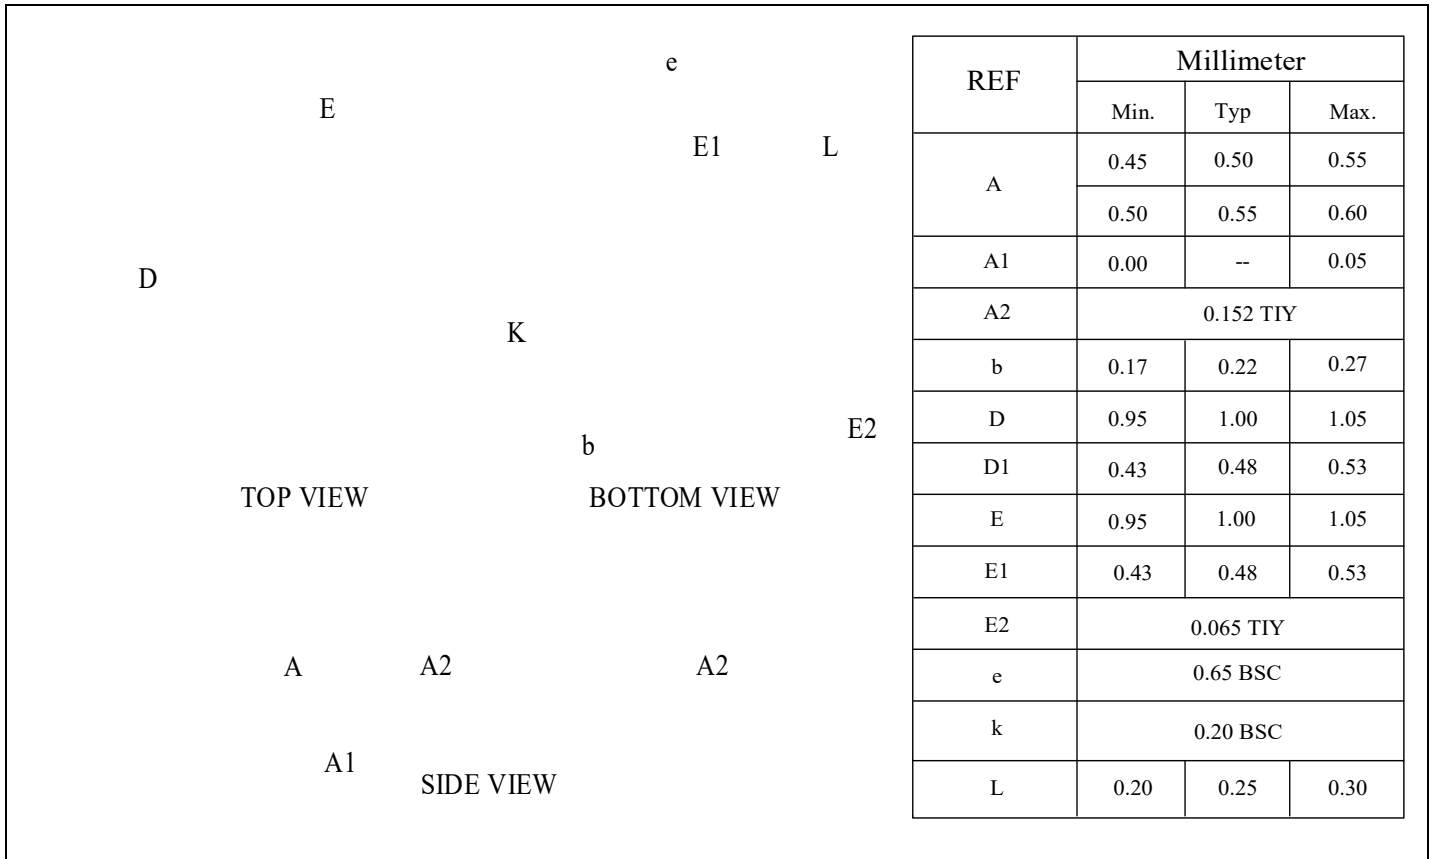 e
E
E1 L
D
K
E2
b
TOP VIEW BOTTOM VIEW
A A2 A2
A1
SIDE VIEW
REF Millimeter
Min. Typ Max.
A 0.45 0.50 0.55
0.50 0.55 0.60
A1 0.00 -- 0.05
A2 0.152 TIY
b 0.17 0.22 0.27
D 0.95 1.00 1.05
D1 0.43 0.48 0.53
E 0.95 1.00 1.05
E1 0.43 0.48 0.53
E2 0.065 TIY
e 0.65 BSC
k 0.20 BSC
L 0.20 0.25 0.30